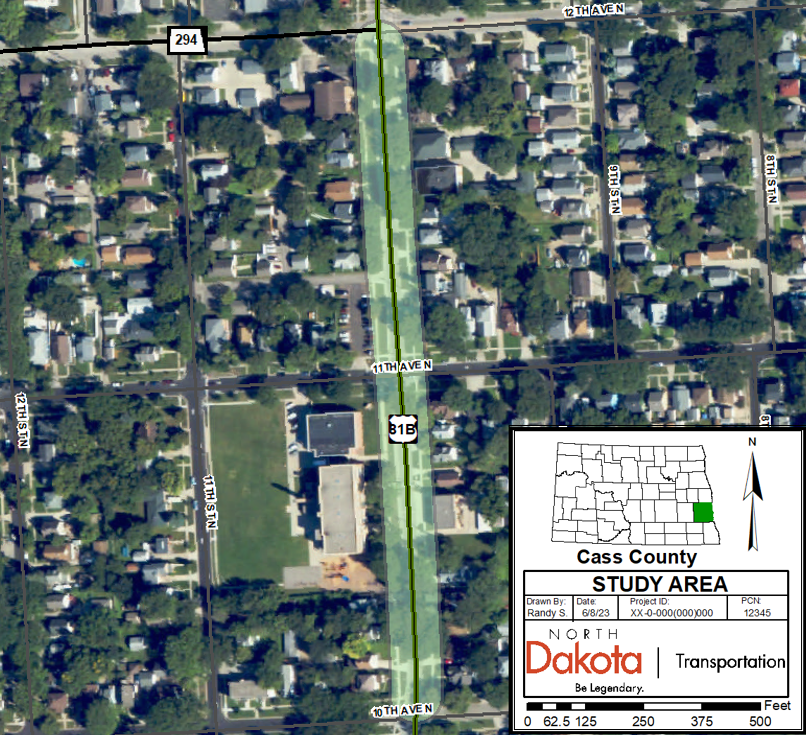 12TH AVE N
294
9TH ST N
8TH ST N
11TH AVE N
12TH ST N
81B
11TH ST N
8T
10TH AVE N
N
Cass County
STUDY AREA
Drawn By: Date: Project ID: PCN:
Randy S. 6/8/23 XX-0-000(000)000 12345
NORTH
Dakota | Transportation
Be Legendary.
Feet
0 62.5 125 250 375 500